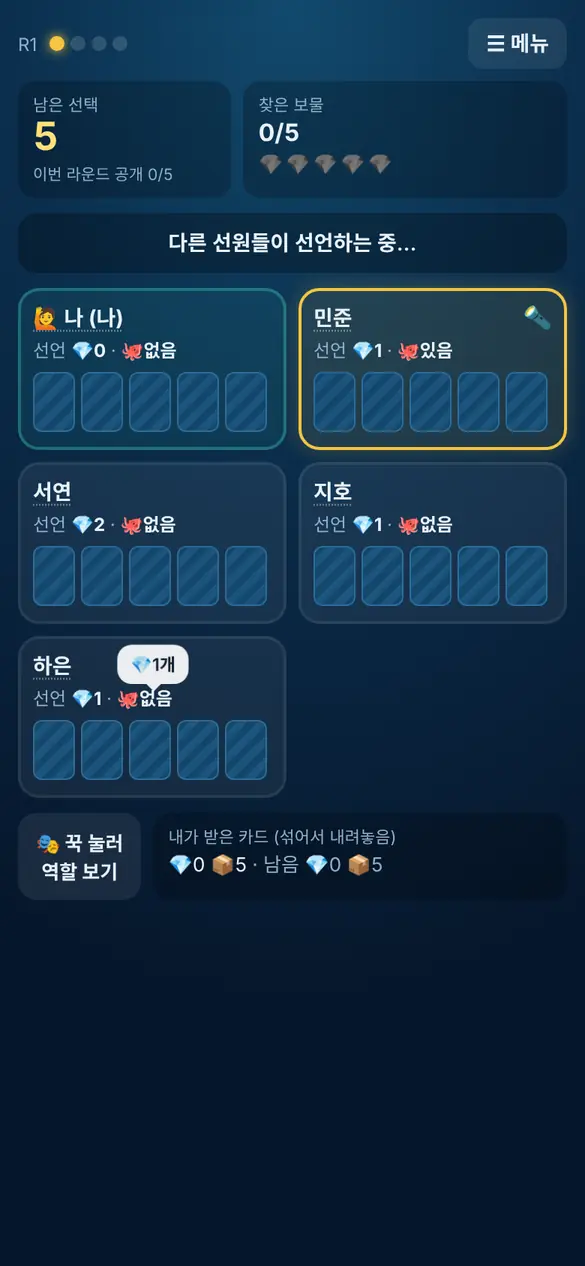 R1
☰ 메뉴
남은 선택
5
이번 라운드 공개 0/5
찾은 보물
0/5
다른 선원들이 선언하는 중...
나 (나)
선언 💎0 · 🐙없음
민준
선언 💎1 · 🐙있음
서연
선언 💎2 · 🐙없음
지호
선언 💎1 · 🐙없음
하은
💎1개
선언 💎1 · 🐙없음
🎭 꾹 눌러
역할 보기
내가 받은 카드 (섞어서 내려놓음)
💎0 📦5 · 남음 💎0 📦5